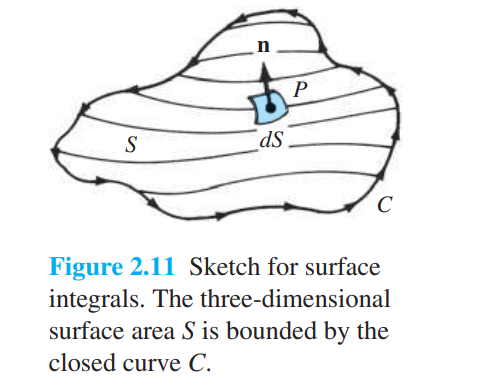 n
P
S
dS
C
Figure 2.11 Sketch for surface
integrals. The three-dimensional
surface area S is bounded by the
closed curve C.